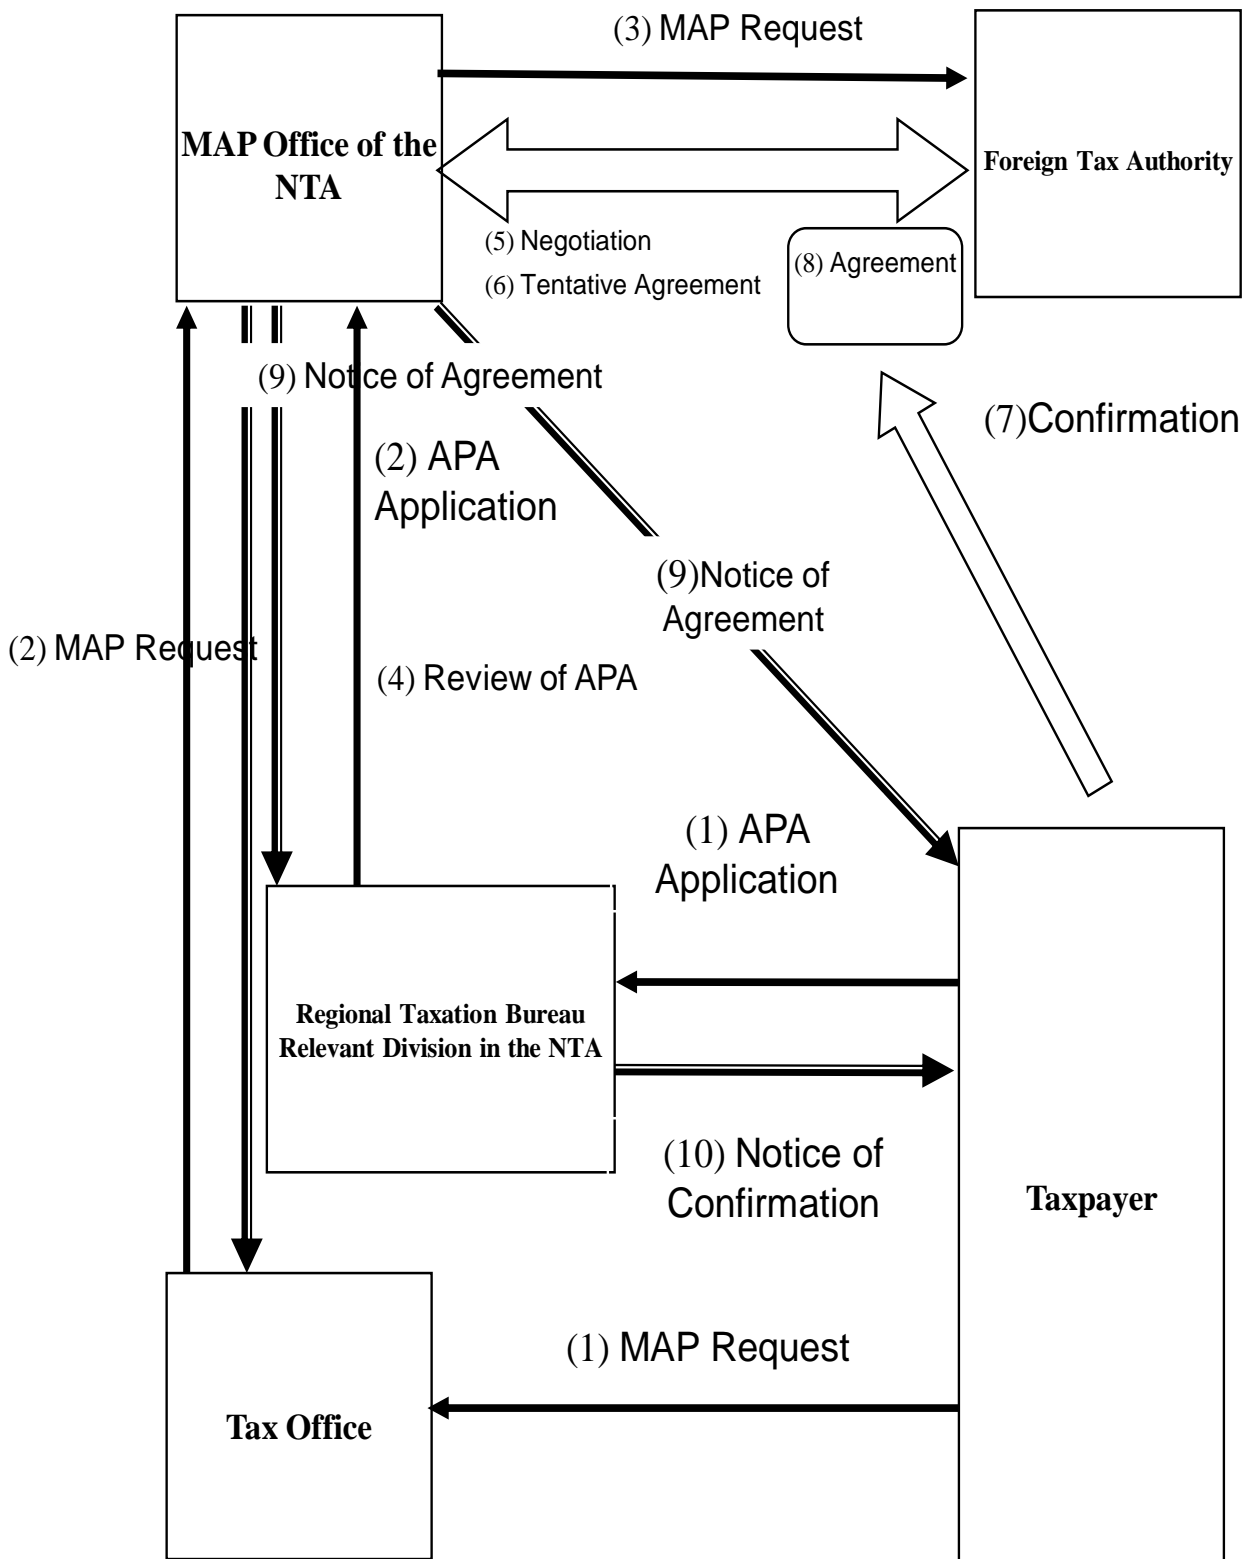 (3) MAP Request
MAP Office of the
NTA
Foreign Tax Authority
(5) Negotiation
(6) Tentative Agreement
(8) Agreement
(9) Notice of Agreement
(7)Confirmation
(2) APA
Application
(9)Notice of
Agreement
(2) MAP Request
(4) Review of APA
(1) APA
Application
Regional Taxation Bureau
Relevant Division in the NTA
(10) Notice of
Confirmation
Taxpayer
(1) MAP Request
Tax Office